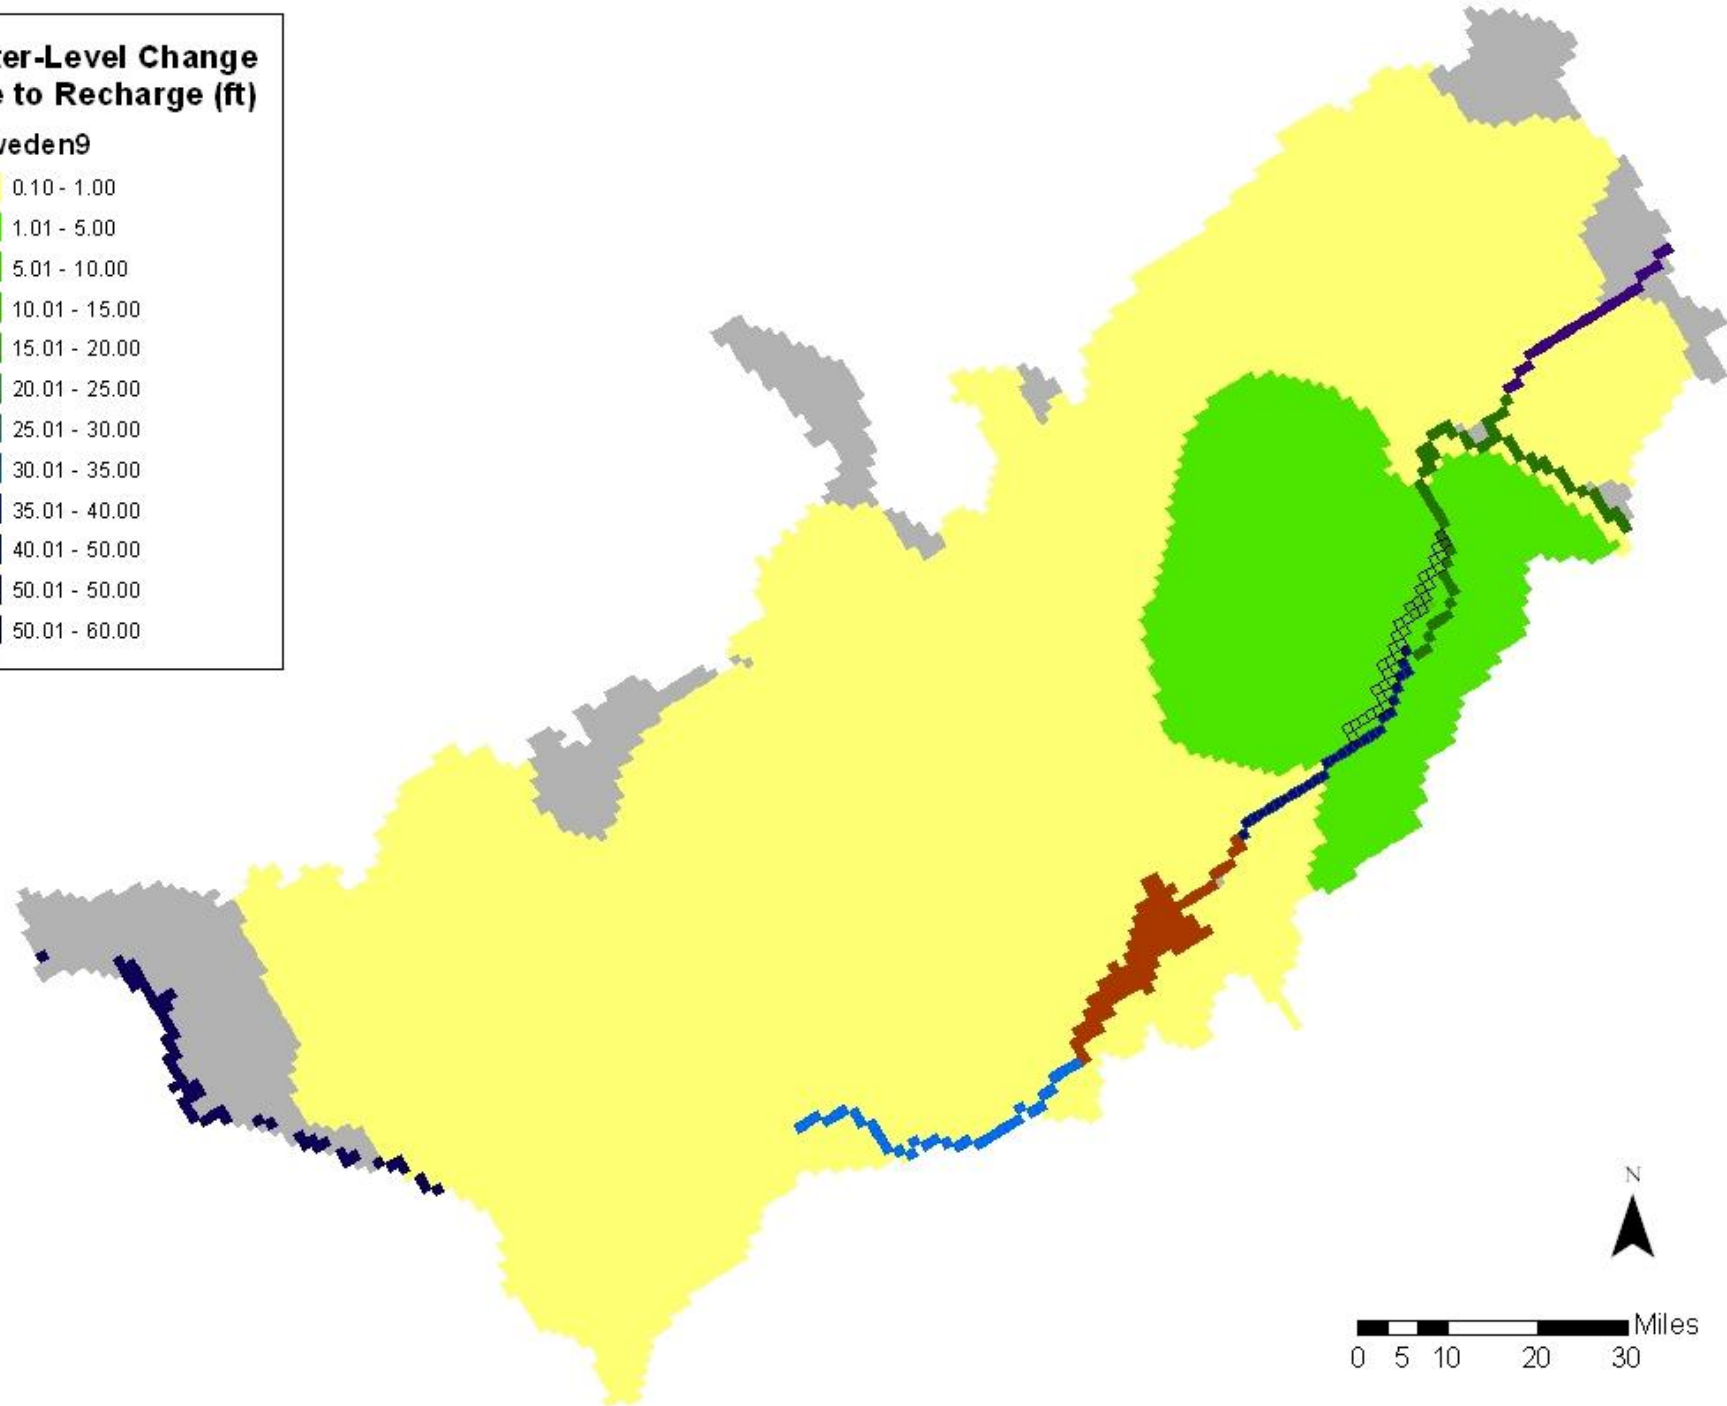 ter-Level Change
e to Recharge (ft)
weden9
0.10 - 1.00
1.01 - 5.00
5.01 - 10.00
10.01 - 15.00
15.01 - 20.00
20.01 - 25.00
25.01 - 30.00
30.01 - 35.00
35.01 - 40.00
40.01 - 50.00
50.01 - 50.00
50.01 - 60.00
N
Miles
0 5 10 20 30